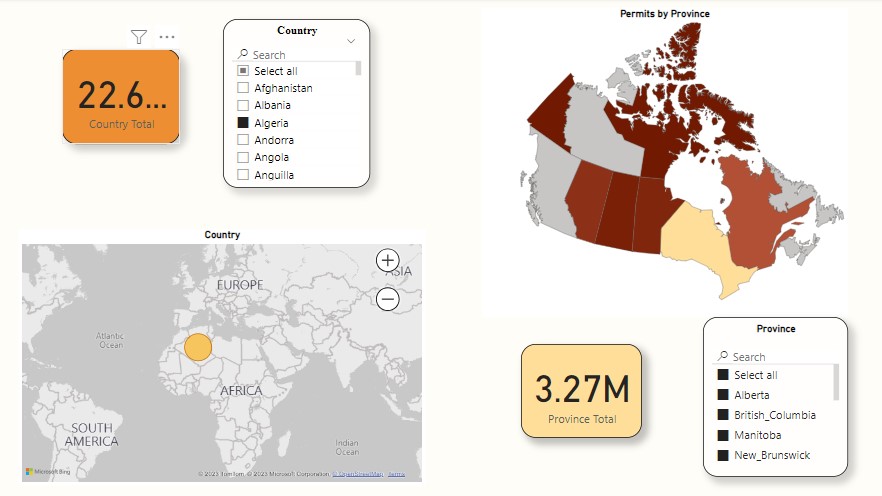 Country
Search
Select all
Afghanistan
Albania
Algeria
Andorra
Angola
Anguilla
22.6...
Country Total
Permits by Province
Country
ASIA
EUROPE
Atlantic
Ocean
AFRICA
SOUTH
AMERICA
Indian
Ocean
Microsoft Bing
© 2023 TomTom, © 2023 Microsoft Corporation, © OpenStreetMap Terms
3.27M
Province Total
Province
Search
Select all
Alberta
British_Columbia
Manitoba
New_Brunswick